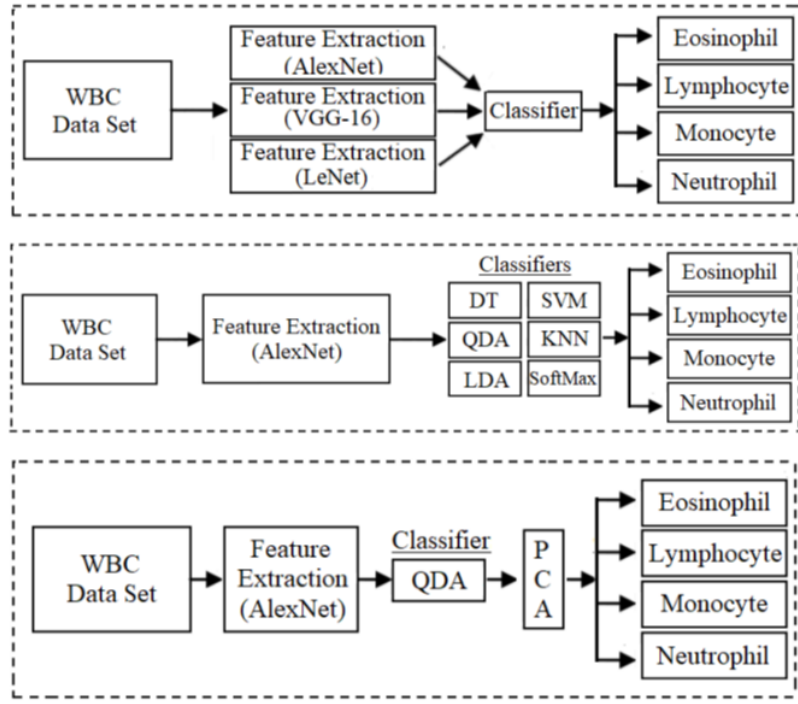 WBC
Data Set
Feature Extraction
(AlexNet)
Feature Extraction
(VGG-16)
Feature Extraction
(LeNet)
Classifier
Eosinophil
Lymphocyte
Monocyte
Neutrophil
WBC
Data Set
Feature Extraction
(AlexNet)
Classifiers
DT SVM
QDA KNN
LDA SoftMax
Eosinophil
Lymphocyte
Monocyte
Neutrophil
WBC
Data Set
Feature
Extraction
(AlexNet)
Classifier
QDA
P
C
A
Eosinophil
Lymphocyte
Monocyte
Neutrophil